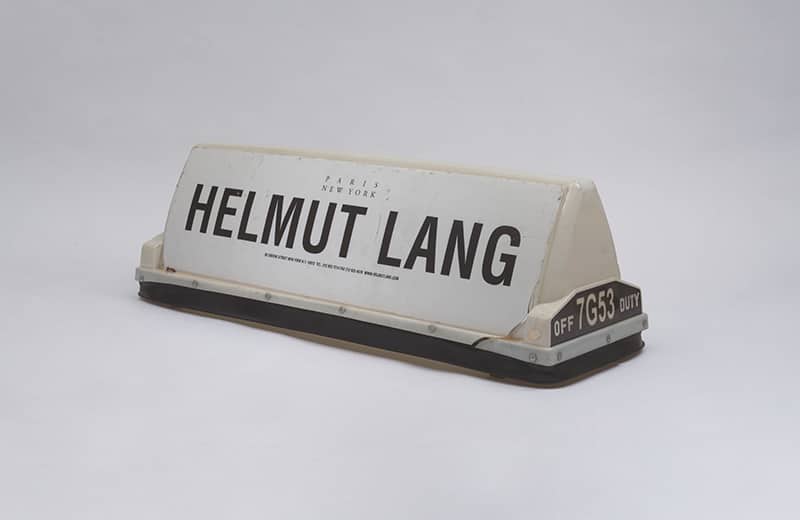 PARIS
NEW YORK
HELMUT LANG
OFF 7G53 DUTY